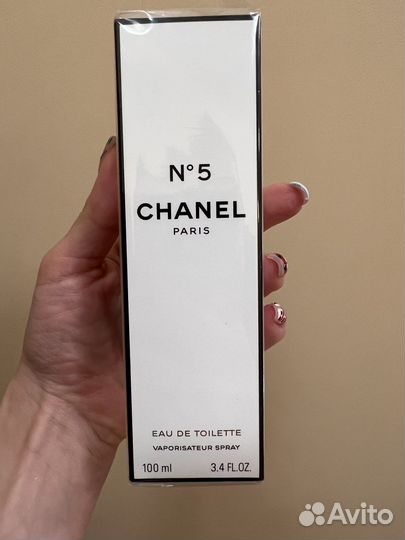 N°5
CHANEL
PARIS
EAU DE TOILETTE
VAPORISATEUR SPRAY
100 ml 3.4 FL.OZ.
Avito